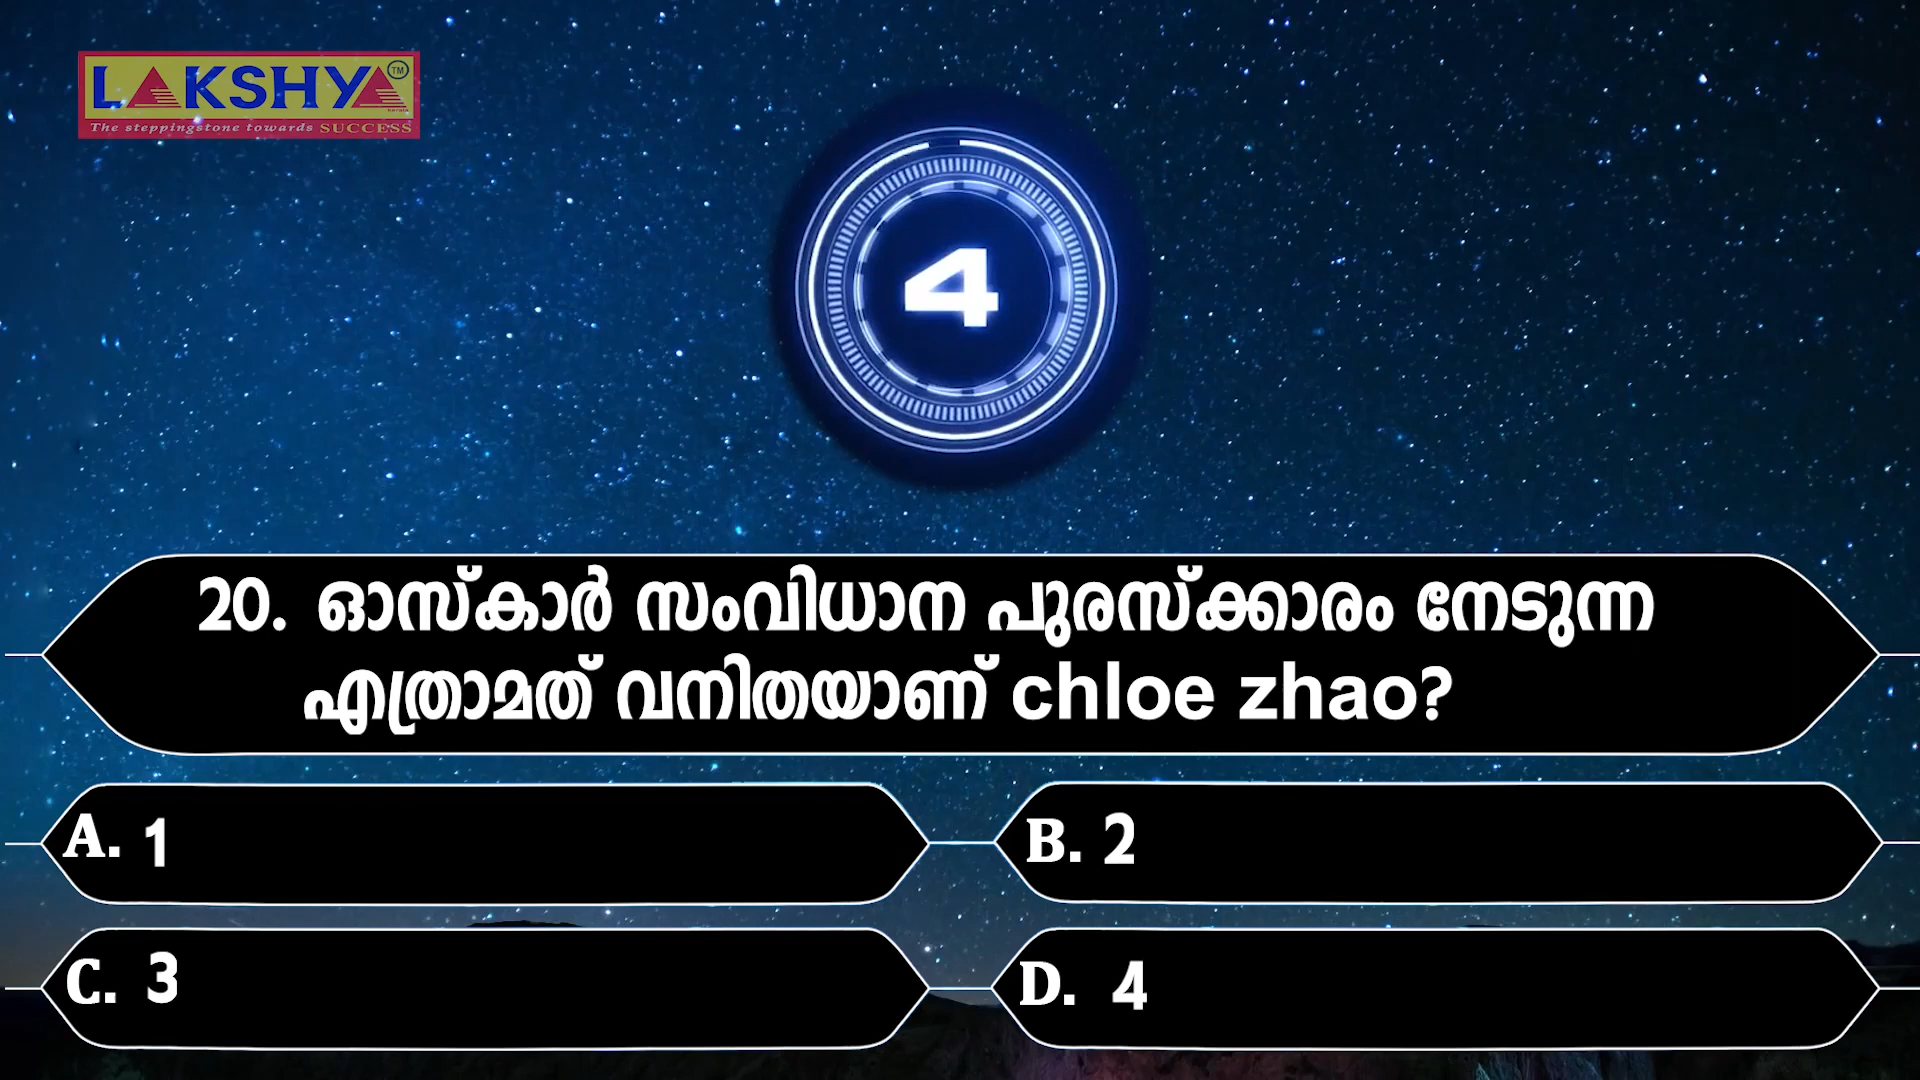 LAKSHYA TM
The steppingstone towards SUCCESS
4
20. ഓസ്കാർ സംവിധാന പുരസ്ക്കാരം നേടുന്ന
എത്രാമത് വനിതയാണ് chloe zhao?
A. 1
B. 2
C. 3
D. 4